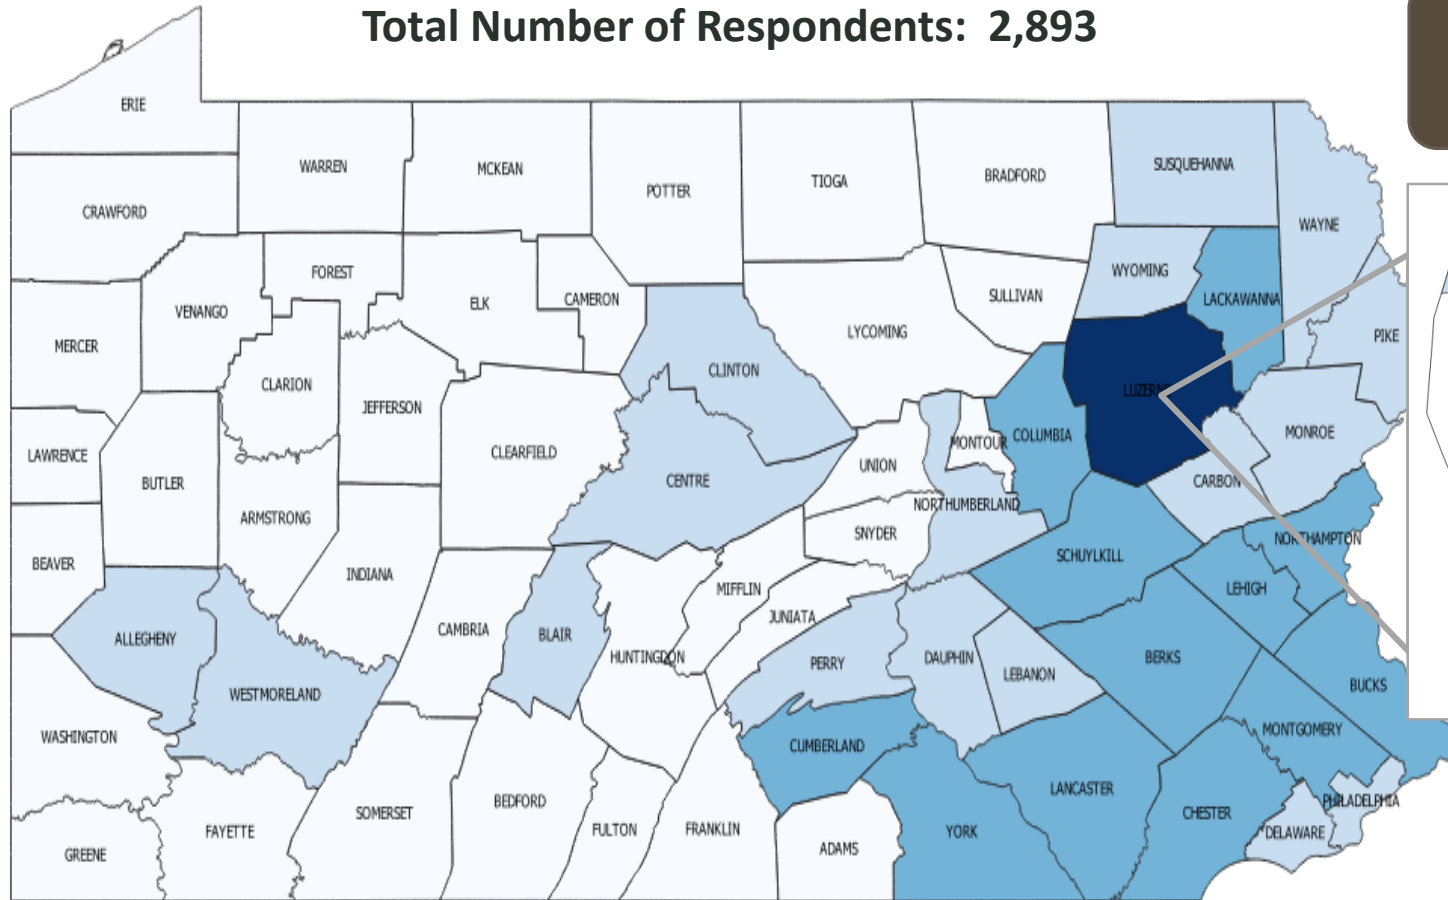 Total Number of Respondents: 2,893
ERIE
WARREN
MCKEAN
POTTER
TIOGA
BRADFORD
SUSQUEHANNA
CRAWFORD
WAYNE
FOREST
WYOMING
VENANGO
ELK
CAMERON
SULLIVAN
LACKAWANNA
MERCER
LYCOMING
PIKE
CLARION
CLINTON
JEFFERSON
LUZERNE
LAWRENCE
CLEARFIELD
MONTOUR
COLUMBIA
MONROE
BUTLER
CENTRE
UNION
CARBON
ARMSTRONG
NORTHUMBERLAND
BEAVER
SNYDER
SCHUYLKILL
NORTHAMPTON
INDIANA
MIFFLIN
LEHIGH
ALLEGHENY
CAMBRIA
BLAIR
JUNIATA
HUNTINGDON
PERRY
DAUPHIN
LEBANON
BERKS
WESTMORELAND
BUCKS
WASHINGTON
CUMBERLAND
MONTGOMERY
SOMERSET
BEDFORD
LANCASTER
PHILADELPHIA
FAYETTE
FULTON
FRANKLIN
YORK
CHESTER
DELAWARE
GREENE
ADAMS